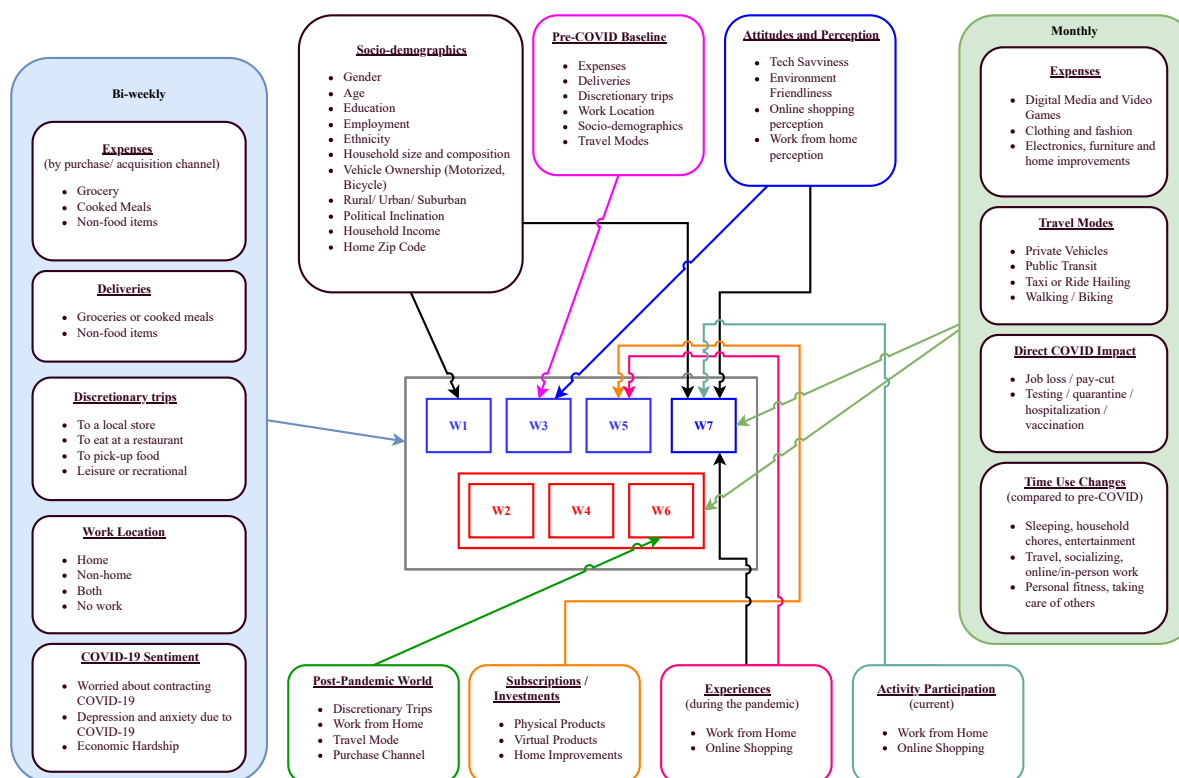 Bi-weekly
Expenses
(by purchase/ acquisition channel)
Grocery
Cooked Meals
Non-food items
Deliveries
Groceries or cooked meals
Non-food items
Discretionary trips
To a local store
To eat at a restaurant
To pick-up food
Leisure or recrational
Work Location
Home
Non-home
Both
No work
COVID-19 Sentiment
Worried about contracting
COVID-19
Depression and anxiety due to
COVID-19
Economic Hardship
Socio-demographics
Gender
Age
Education
Employment
Ethnicity
Household size and composition
Vehicle Ownership (Motorized,
Bicycle)
Rural/ Urban/ Suburban
Political Inclination
Household Income
Home Zip Code
Pre-COVID Baseline
Expenses
Deliveries
Discretionary trips
Work Location
Socio-demographics
Travel Modes
Attitudes and Perception
Tech Savviness
Environment
Friendliness
Online shopping
perception
Work from home
perception
W1
W3
W5
W7
W2
W4
W6
Post-Pandemic World
Discretionary Trips
Work from Home
Travel Mode
Purchase Channel
Subscriptions /
Investments
Physical Products
Virtual Products
Home Improvements
Experiences
(during the pandemic)
Work from Home
Online Shopping
Activity Participation
(current)
Work from Home
Online Shopping
Monthly
Expenses
Digital Media and Video
Games
Clothing and fashion
Electronics, furniture and
home improvements
Travel Modes
Private Vehicles
Public Transit
Taxi or Ride Hailing
Walking / Biking
Direct COVID Impact
Job loss / pay-cut
Testing / quarantine /
hospitalization /
vaccination
Time Use Changes
(compared to pre-COVID)
Sleeping, household
chores, entertainment
Travel, socializing,
online/in-person work
Personal fitness, taking
care of others